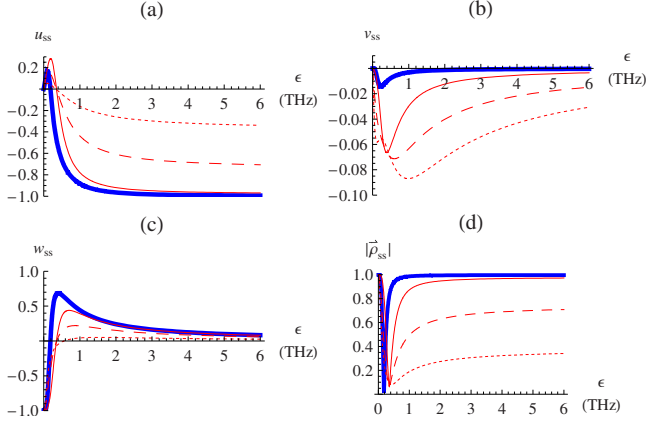 (a)
u_ss
0.2
−0.2
−0.4
−0.6
−0.8
−1.0
1 2 3 4 5 6
ϵ
(THz)
(b)
v_ss
−0.02
−0.04
−0.06
−0.08
−0.10
1 2 3 4 5 6
ϵ
(THz)
(c)
w_ss
1.0
0.5
−0.5
−1.0
1 2 3 4 5 6
ϵ
(THz)
(d)
|ρ⃗_ss|
1.0
0.8
0.6
0.4
0.2
0 1 2 3 4 5 6
ϵ
(THz)